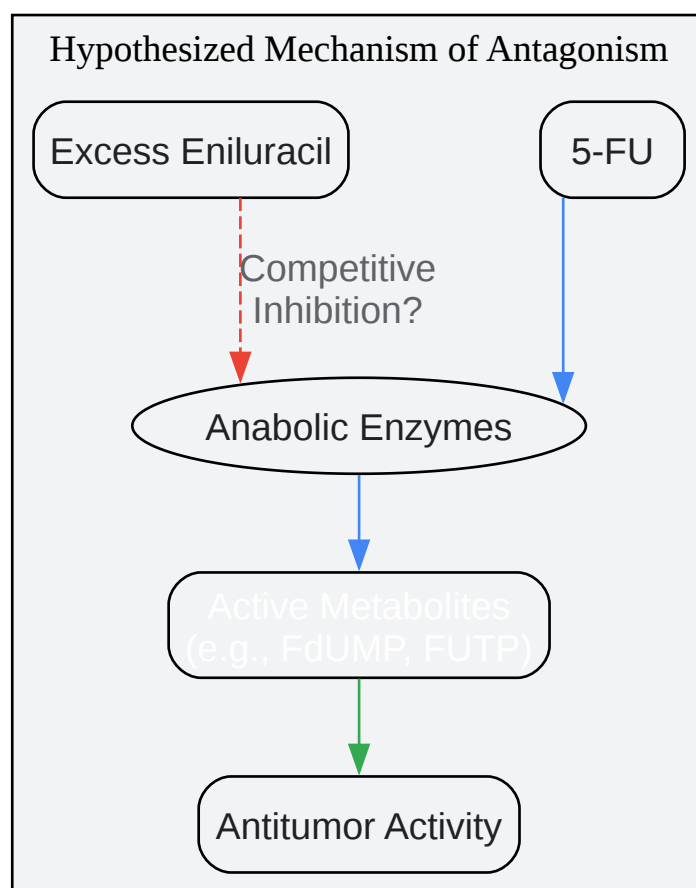 Hypothesized Mechanism of Antagonism
Excess Eniluracil
5-FU
Competitive
Inhibition?
Anabolic Enzymes
Active Metabolites
(e.g., FdUMP, FUTP)
Antitumor Activity